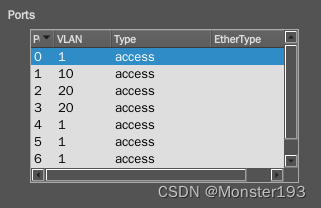 Ports
P VLAN Type EtherType
0 1 access
1 10 access
2 20 access
3 20 access
4 1 access
5 1 access
6 1 access
CSDN @Monster193